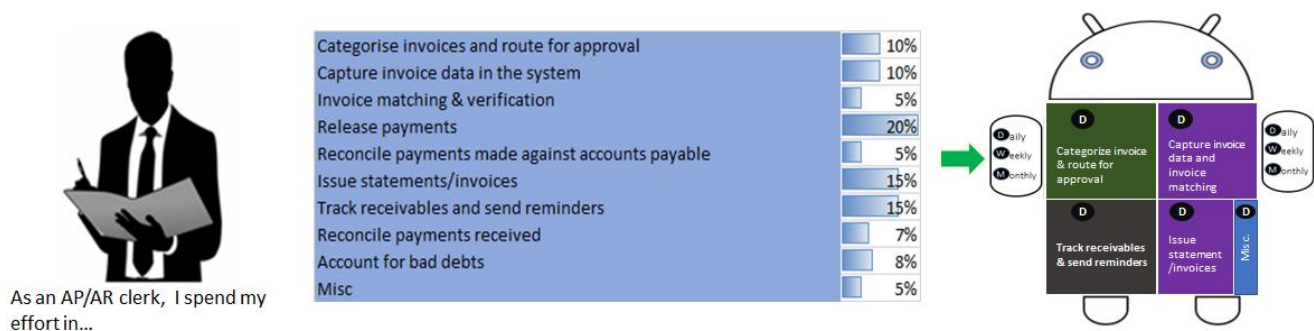 As an AP/AR clerk, I spend my
effort in...
Categorise invoices and route for approval 10%
Capture invoice data in the system 10%
Invoice matching & verification 5%
Release payments 20%
Reconcile payments made against accounts payable 5%
Issue statements/invoices 15%
Track receivables and send reminders 15%
Reconcile payments received 7%
Account for bad debts 8%
Misc 5%
Daily
Weekly
Monthly
D
Categorize invoice
& route for
approval
D
Capture invoice
data and
invoice
matching
D
Track receivables
& send reminders
D
Issue
statement
/invoices
D
Mis c.
Daily
Weekly
Monthly